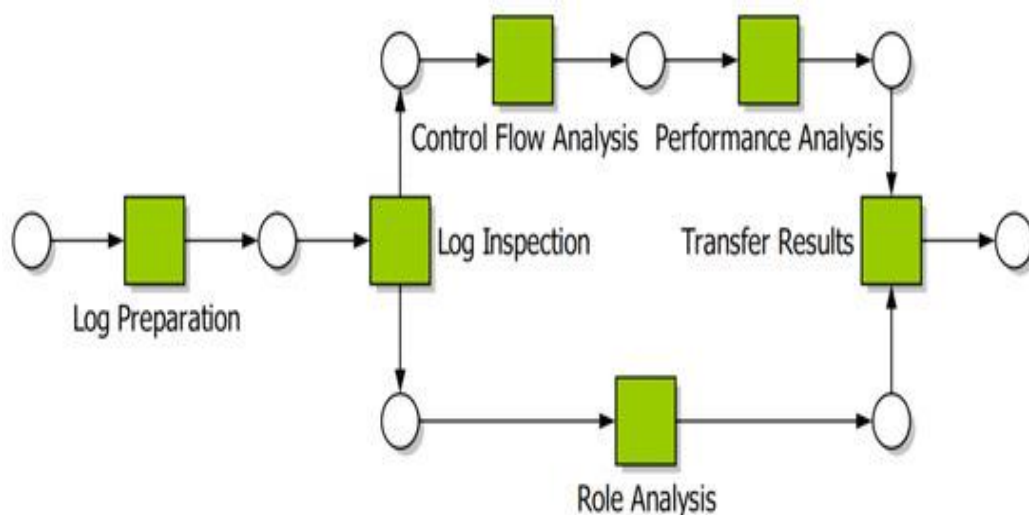 Control Flow Analysis
Performance Analysis
Log Inspection
Transfer Results
Log Preparation
Role Analysis